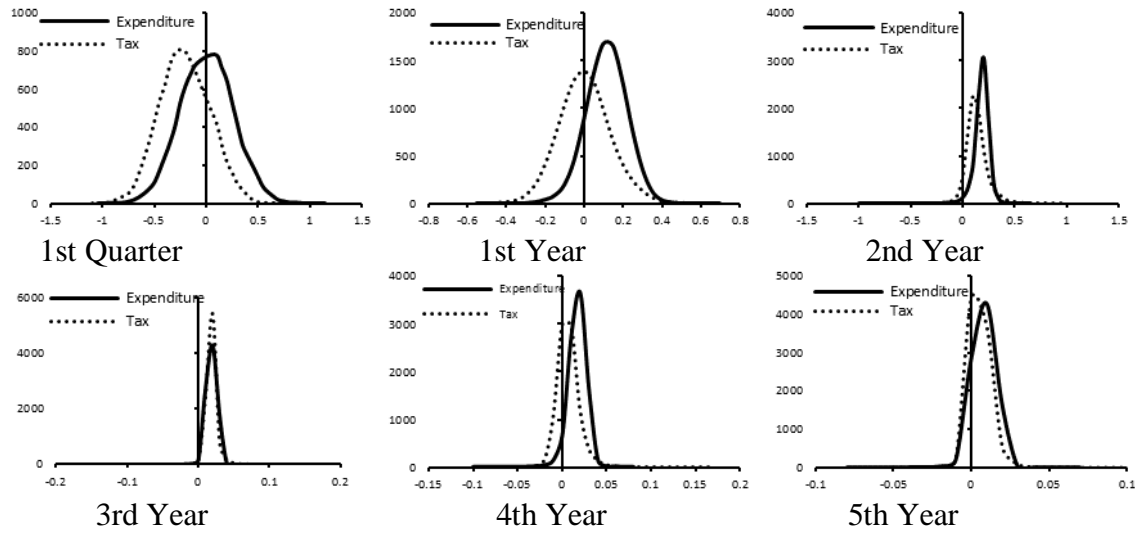 Expenditure
Tax
1000
800
600
400
200
0
-1.5 -1 -0.5 0 0.5 1 1.5
1st Quarter
Expenditure
Tax
2000
1500
1000
500
0
-0.8 -0.6 -0.4 -0.2 0 0.2 0.4 0.6 0.8
1st Year
Expenditure
Tax
4000
3000
2000
1000
0
-1.5 -1 -0.5 0 0.5 1 1.5
2nd Year
Expenditure
Tax
6000
4000
2000
0
-0.2 -0.1 0 0.1 0.2
3rd Year
Expenditure
Tax
4000
3000
2000
1000
0
-0.15 -0.1 -0.05 0 0.05 0.1 0.15 0.2
4th Year
Expenditure
Tax
5000
4000
3000
2000
1000
0
-0.1 -0.05 0 0.05 0.1
5th Year